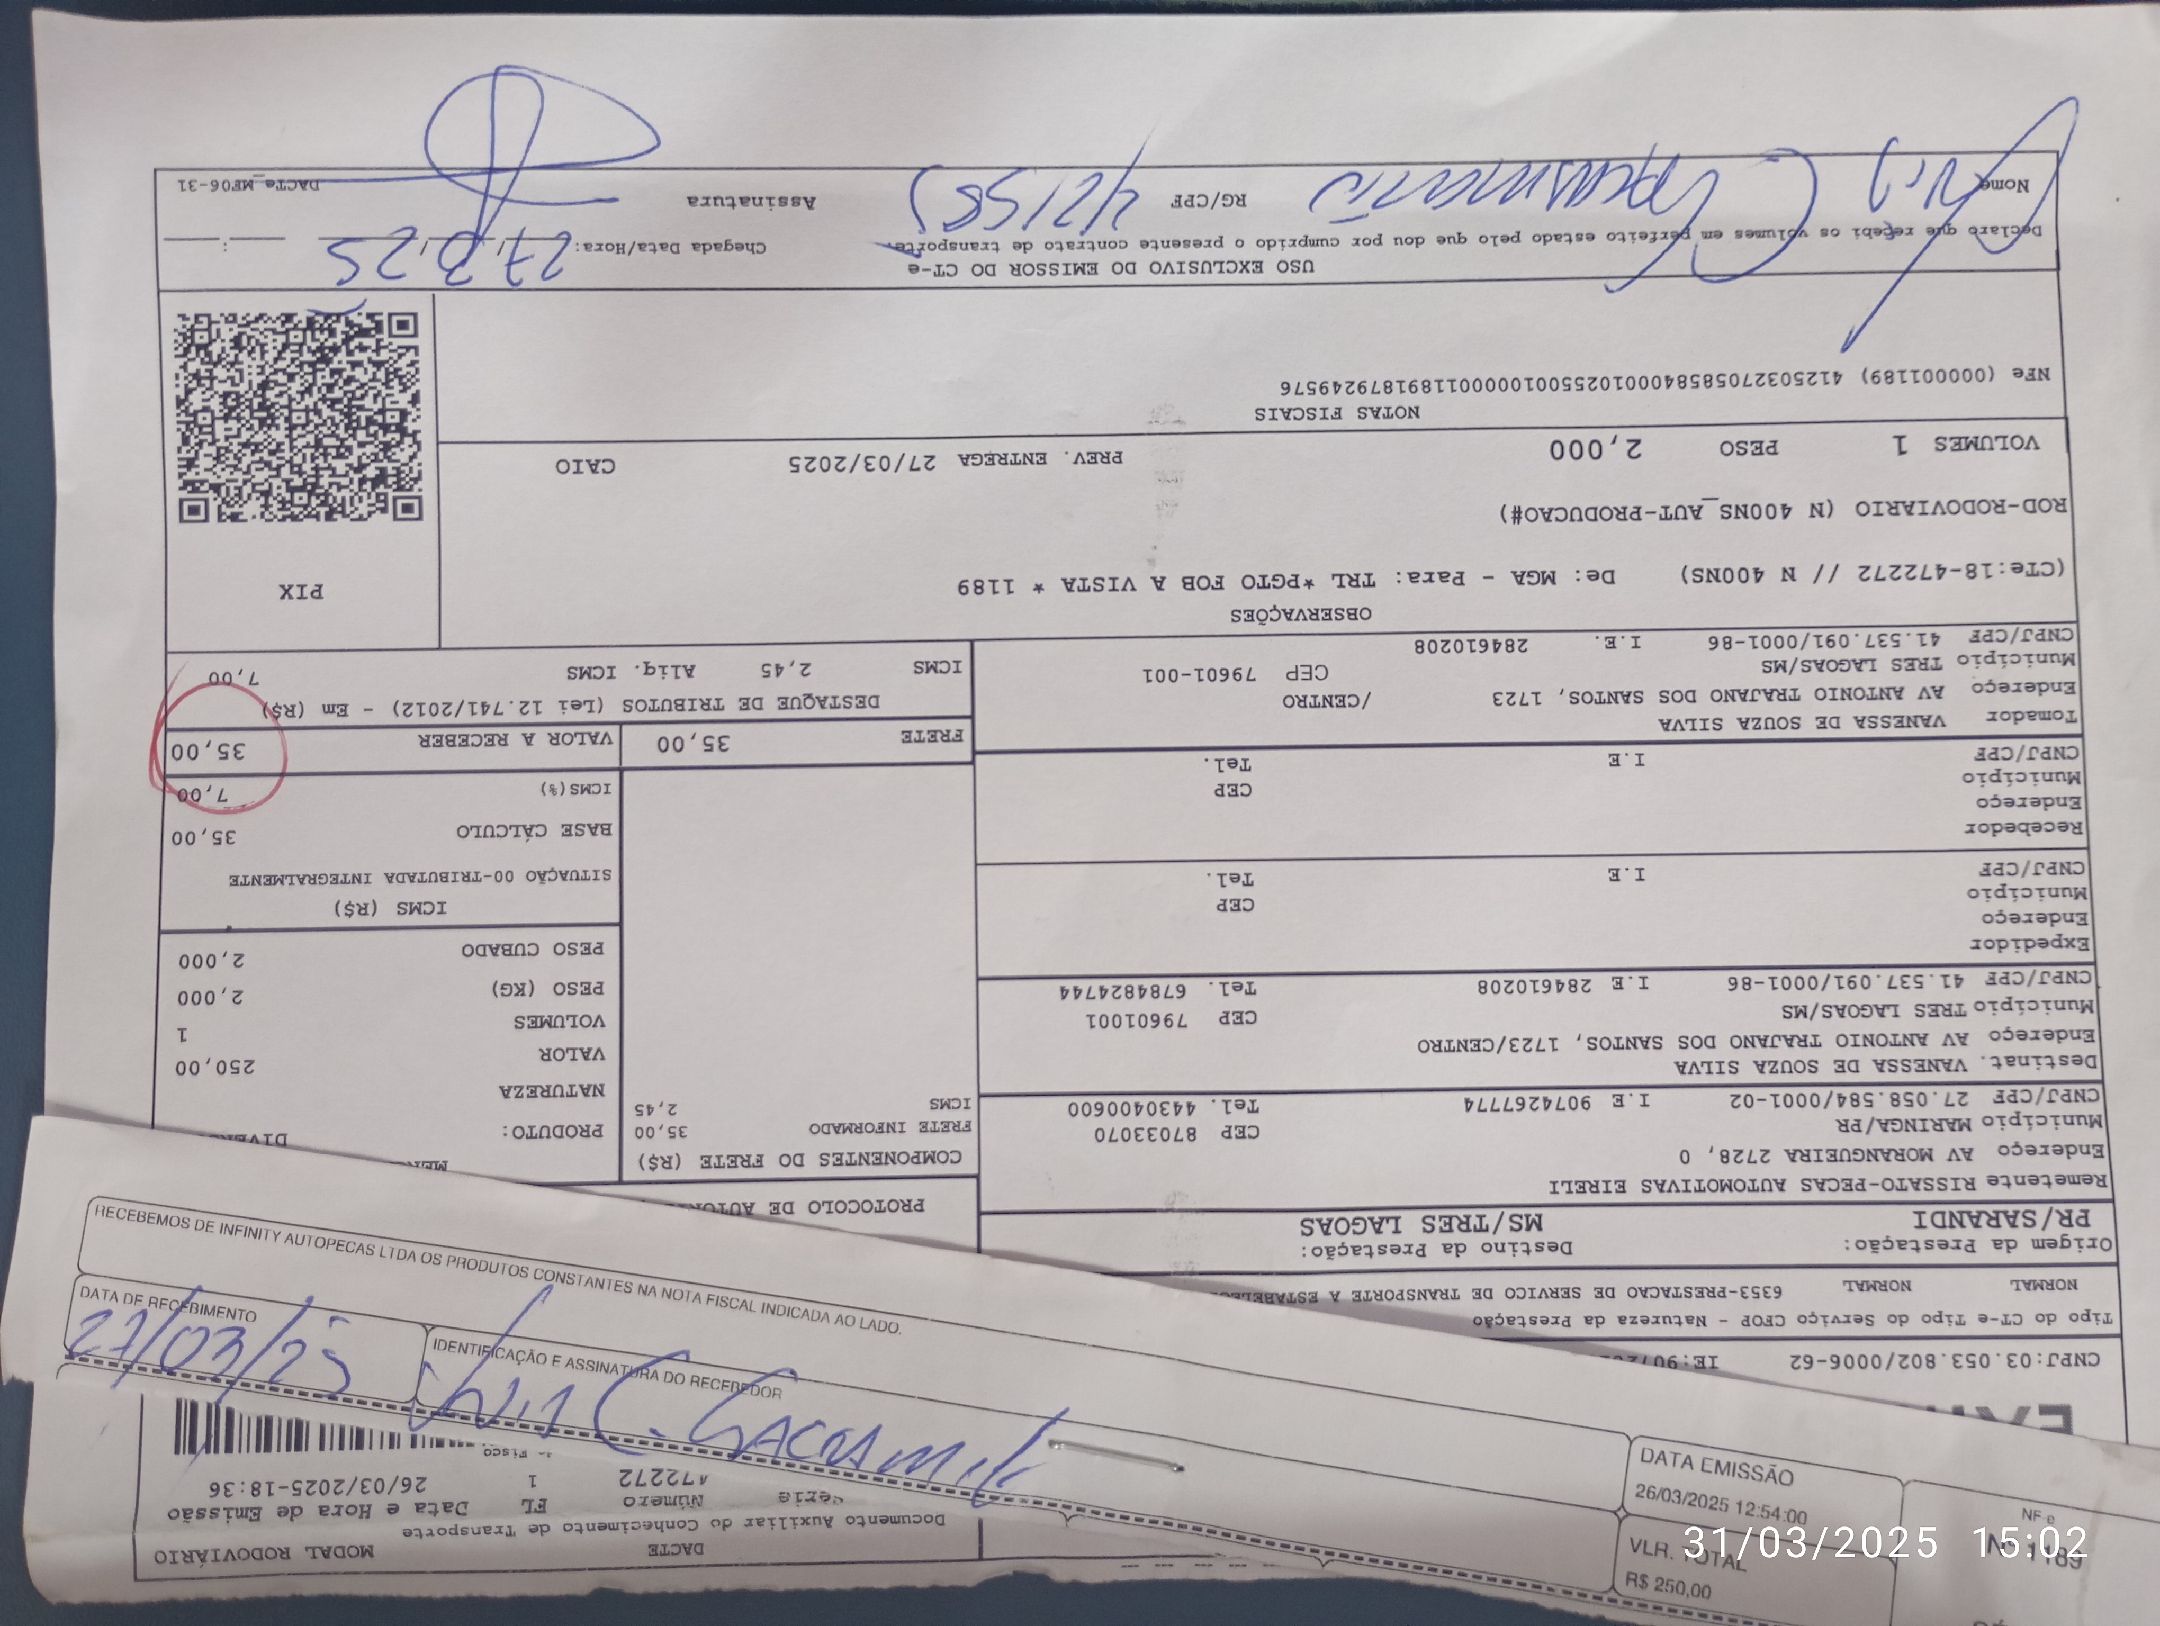 DACTE
MODAL RODOVIÁRIO
Documento Auxiliar do Conhecimento de Transporte
Série Número FL Data e Hora de Emissão
472272 1 26/03/2025-18:36
CNPJ:03.053.802/0006-62
Tipo do CT-e Tipo do Serviço CFOP - Natureza da Prestação
NORMAL NORMAL 6353-PRESTACAO DE SERVICO DE TRANSPORTE A
Origem da Prestação: Destino da Prestação:
PR/SARANDI MS/TRES LAGOAS
PROTOCOLO DE
Remetente RISSATO-PECAS AUTOMOTIVAS EIRELI
Endereço AV MORANGUEIRA 2728, 0
Município MARINGA/PR CEP 87033070
CNPJ/CPF 27.058.584/0001-02 I.E 9074267774 Tel. 4430400600
Destinat. VANESSA DE SOUZA SILVA
Endereço AV ANTONIO TRAJANO DOS SANTOS, 1723/CENTRO
Município TRES LAGOAS/MS CEP 79601001
CNPJ/CPF 41.537.091/0001-86 I.E 284610208 Tel. 6784824744
Expedidor
Endereço
Município CEP
CNPJ/CPF I.E Tel.
Recebedor
Endereço
Município CEP
CNPJ/CPF I.E Tel.
Tomador VANESSA DE SOUZA SILVA
Endereço AV ANTONIO TRAJANO DOS SANTOS, 1723 /CENTRO
Município TRES LAGOAS/MS CEP 79601-001
CNPJ/CPF 41.537.091/0001-86 I.E. 284610208
COMPONENTES DO FRETE (R$)
FRETE INFORMADO 35,00
ICMS 2,45
PRODUTO:
NATUREZA
VALOR 250,00
VOLUMES 1
PESO (KG) 2,000
PESO CUBADO 2,000
ICMS (R$)
SITUAÇÃO 00-TRIBUTADA INTEGRALMENTE
BASE CÁLCULO 35,00
ICMS(%) 7,00
FRETE 35,00 VALOR A RECEBER 35,00
DESTAQUE DE TRIBUTOS (Lei 12.741/2012) - Em (R$)
ICMS 2,45 Aliq. ICMS 7,00
OBSERVAÇÕES
(CTe:18-472272 // N 400NS) De: MGA - Para: TRL *PGTO FOB A VISTA * 1189
PIX
ROD-RODOVIARIO (N 400NS_AUT-PRODUCAO#)
VOLUMES 1 PESO 2,000 PREV. ENTREGA 27/03/2025 CAIO
NOTAS FISCAIS
NFe (000001189) 41250327058584000102550010000011891879249576
USO EXCLUSIVO DO EMISSOR DO CT-e
Declaro que recebi os volumes em perfeito estado pelo que dou por cumprido o presente contrato de transporte.
Chegada Data/Hora: 27 3 25
Nome RG/CPF Assinatura
DACTe_MF06-31
RECEBEMOS DE INFINITY AUTOPECAS LTDA OS PRODUTOS CONSTANTES NA NOTA FISCAL INDICADA AO LADO.
DATA DE RECEBIMENTO
27/03/25
IDENTIFICAÇÃO E ASSINATURA DO RECEBEDOR
DATA EMISSÃO
26/03/2025 12:54:00
VLR. TOTAL
R$ 250,00
NF e
Nº 1189
31/03/2025 15:02